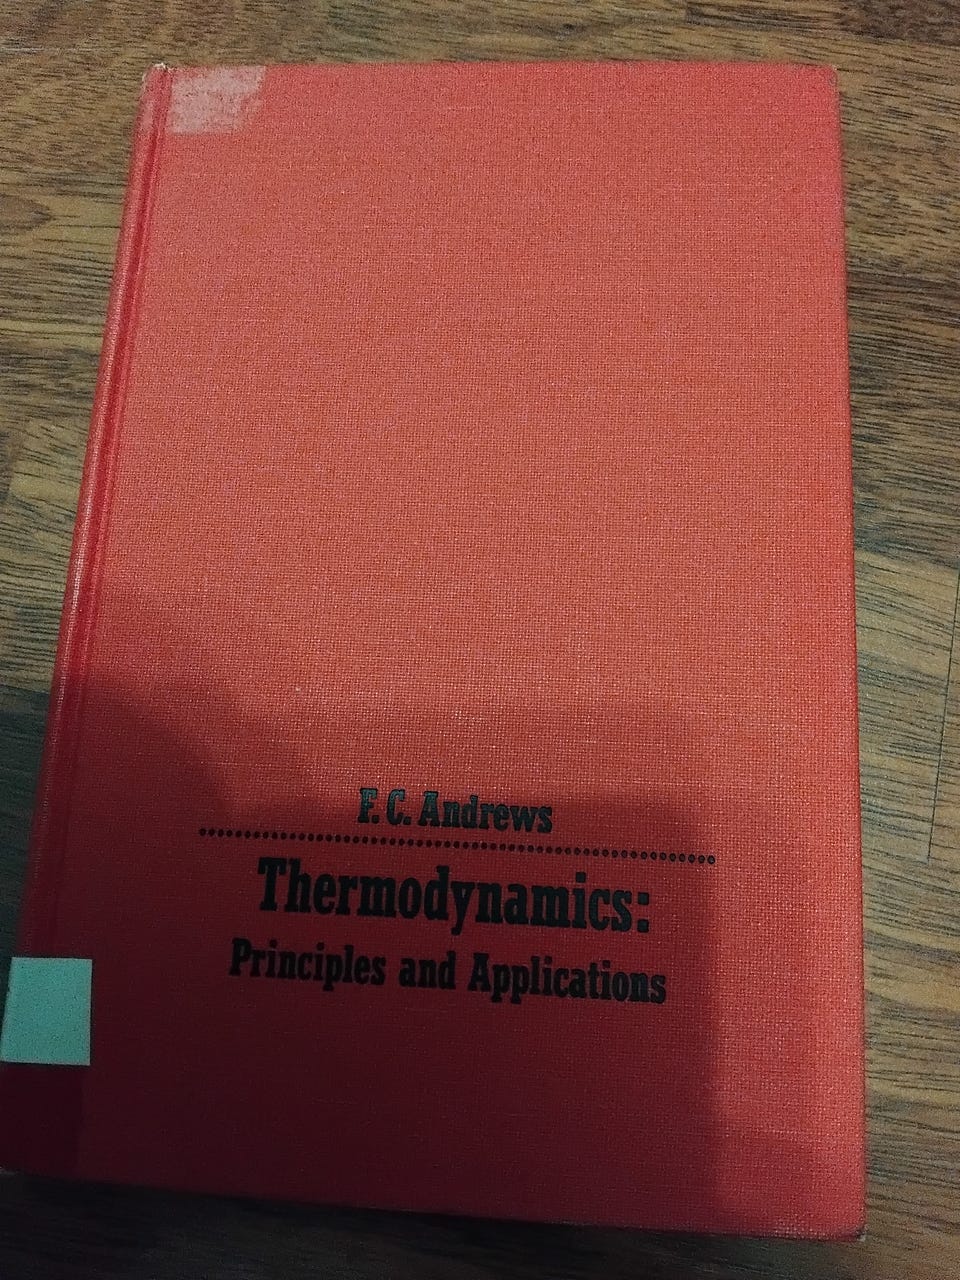 F. C. Andrews
Thermodynamics:
Principles and Applications